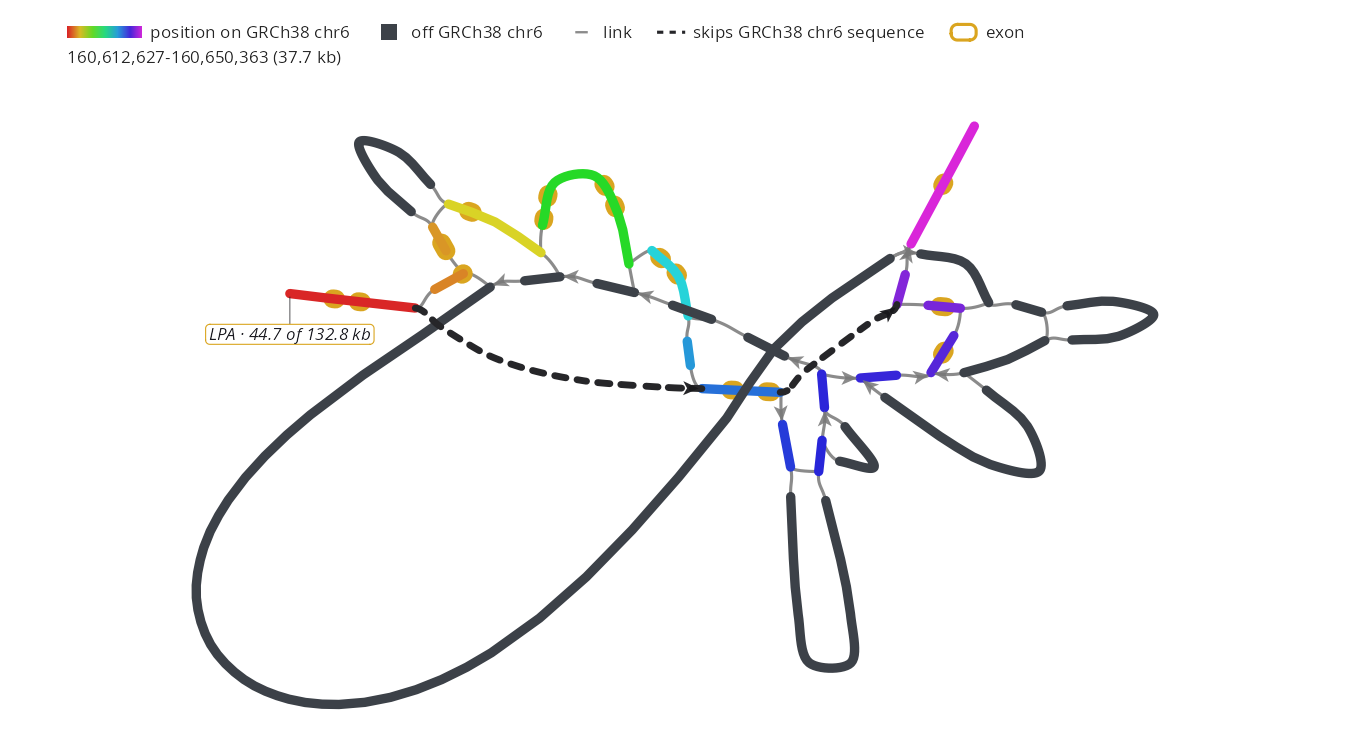 position on GRCh38 chr6 off GRCh38 chr6 link skips GRCh38 chr6 sequence exon
160,612,627-160,650,363 (37.7 kb)
LPA · 44.7 of 132.8 kb